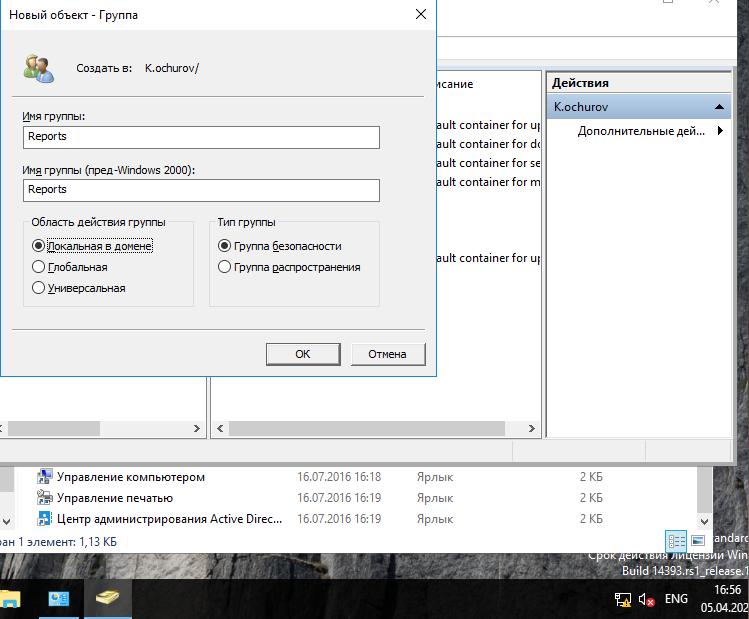 Новый объект - Группа
Создать в: K.ochurov/
Имя группы:
Reports
Имя группы (пред-Windows 2000):
Reports
Область действия группы
Локальная в домене
Глобальная
Универсальная
Тип группы
Группа безопасности
Группа распространения
ОК
Отмена
исание
ault container for up
ault container for do
ault container for se
ault container for m
ault container for up
Действия
K.ochurov
Дополнительные дей...
Управление компьютером 16.07.2016 16:18 Ярлык 2 КБ
Управление печатью 16.07.2016 16:19 Ярлык 2 КБ
Центр администрирования Active Direc... 16.07.2016 16:19 Ярлык 2 КБ
ран 1 элемент: 1,13 КБ
tandard
Срок действия лицензии Win
Build 14393.rs1_release.1
ENG
16:56
05.04.202